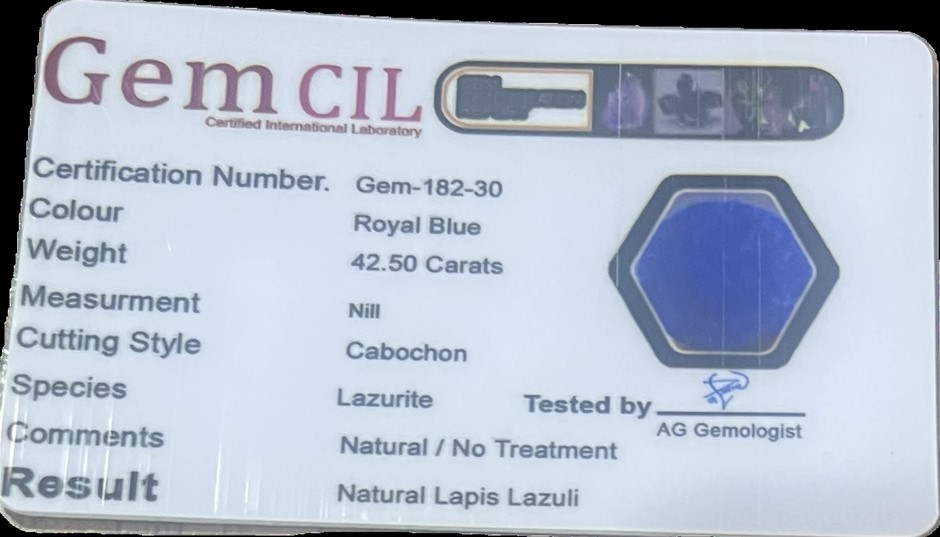 Gem CIL
Certified International Laboratory
Certification Number. Gem-182-30
Colour Royal Blue
Weight 42.50 Carats
Measurment Nill
Cutting Style Cabochon
Species Lazurite
Tested by
AG Gemologist
Comments Natural / No Treatment
Result Natural Lapis Lazuli